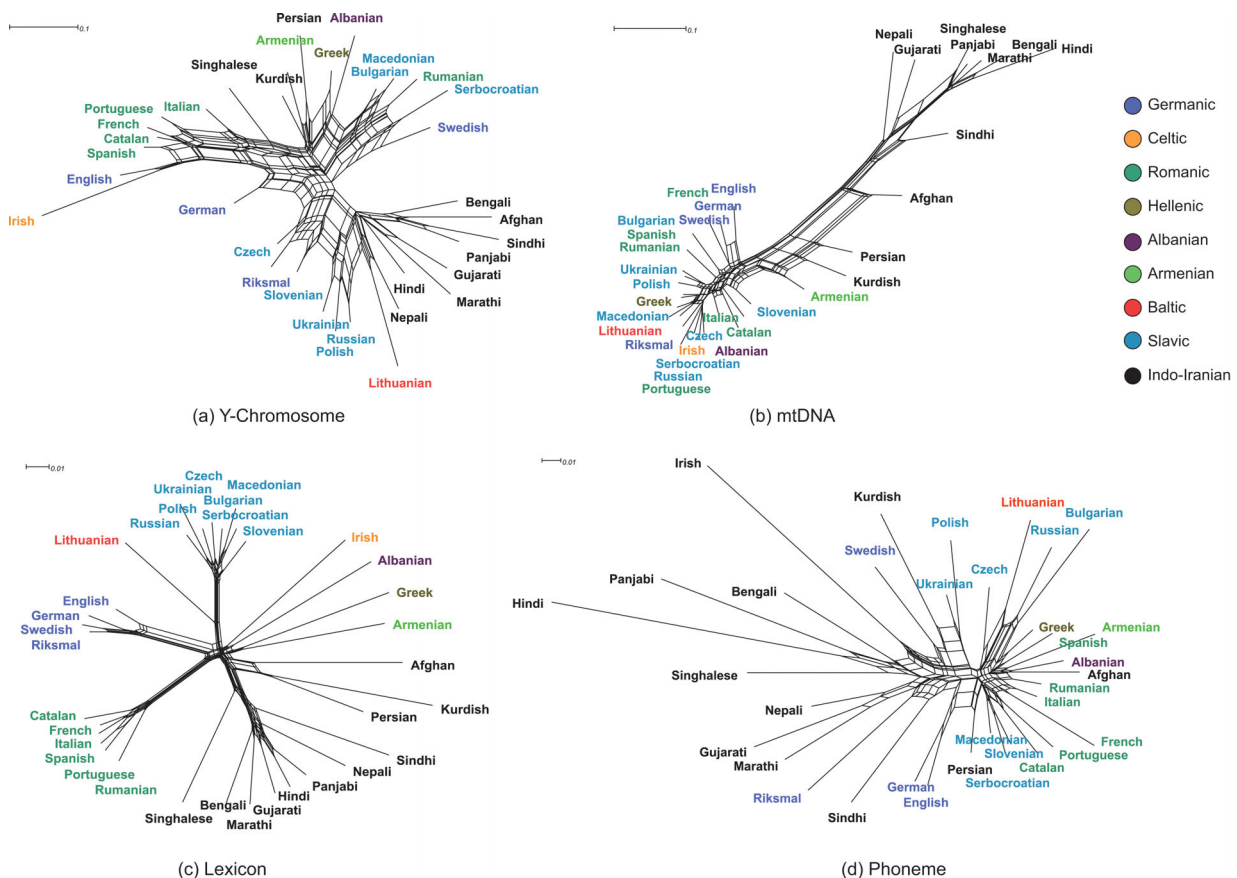 0.1
Persian
Albanian
Armenian
Greek
Macedonian
Singhalese
Kurdish
Bulgarian
Rumanian
Serbocroatian
Portuguese
Italian
French
Catalan
Spanish
Swedish
English
Irish
German
Bengali
Afghan
Sindhi
Panjabi
Gujarati
Marathi
Czech
Riksmal
Slovenian
Hindi
Nepali
Ukrainian
Russian
Polish
Lithuanian
(a) Y-Chromosome
0.1
Nepali
Singhalese
Gujarati
Panjabi
Bengali
Hindi
Marathi
Sindhi
Afghan
French
English
German
Bulgarian
Swedish
Spanish
Rumanian
Persian
Ukrainian
Kurdish
Polish
Armenian
Greek
Slovenian
Macedonian
Italian
Lithuanian
Czech
Catalan
Riksmal
Irish
Albanian
Serbocroatian
Russian
Portuguese
(b) mtDNA
Germanic
Celtic
Romanic
Hellenic
Albanian
Armenian
Baltic
Slavic
Indo-Iranian
0.01
Czech
Ukrainian
Macedonian
Bulgarian
Polish
Serbocroatian
Russian
Slovenian
Lithuanian
Irish
Albanian
English
Greek
German
Swedish
Armenian
Riksmal
Afghan
Kurdish
Catalan
Persian
French
Italian
Spanish
Sindhi
Portuguese
Nepali
Rumanian
Panjabi
Hindi
Bengali
Gujarati
Singhalese
Marathi
(c) Lexicon
0.01
Irish
Kurdish
Lithuanian
Bulgarian
Polish
Russian
Swedish
Panjabi
Czech
Ukrainian
Bengali
Hindi
Greek
Armenian
Spanish
Albanian
Singhalese
Afghan
Rumanian
Italian
Nepali
Macedonian
French
Gujarati
Slovenian
Portuguese
Marathi
Persian
Catalan
Serbocroatian
Riksmal
German
English
Sindhi
(d) Phoneme